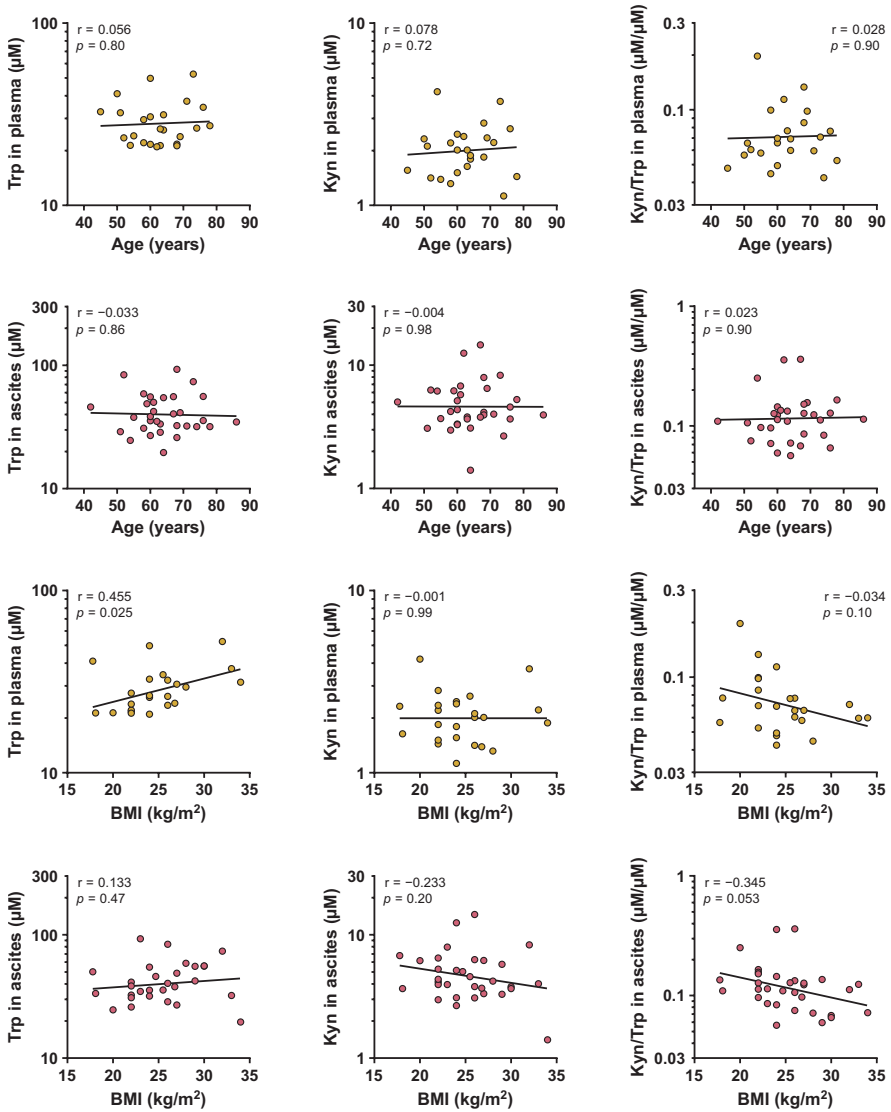 r = 0.056
p = 0.80
Trp in plasma (µM)
100
10
40 50 60 70 80 90
Age (years)
r = 0.078
p = 0.72
Kyn in plasma (µM)
10
1
40 50 60 70 80 90
Age (years)
r = 0.028
p = 0.90
Kyn/Trp in plasma (µM/µM)
0.3
0.1
0.03
40 50 60 70 80 90
Age (years)
r = −0.033
p = 0.86
Trp in ascites (µM)
300
100
10
40 50 60 70 80 90
Age (years)
r = −0.004
p = 0.98
Kyn in ascites (µM)
30
10
1
40 50 60 70 80 90
Age (years)
r = 0.023
p = 0.90
Kyn/Trp in ascites (µM/µM)
1
0.1
0.03
40 50 60 70 80 90
Age (years)
r = 0.455
p = 0.025
Trp in plasma (µM)
100
10
15 20 25 30 35
BMI (kg/m²)
r = −0.001
p = 0.99
Kyn in plasma (µM)
10
1
15 20 25 30 35
BMI (kg/m²)
r = −0.034
p = 0.10
Kyn/Trp in plasma (µM/µM)
0.3
0.1
0.03
15 20 25 30 35
BMI (kg/m²)
r = 0.133
p = 0.47
Trp in ascites (µM)
300
100
10
15 20 25 30 35
BMI (kg/m²)
r = −0.233
p = 0.20
Kyn in ascites (µM)
30
10
1
15 20 25 30 35
BMI (kg/m²)
r = −0.345
p = 0.053
Kyn/Trp in ascites (µM/µM)
1
0.1
0.03
15 20 25 30 35
BMI (kg/m²)